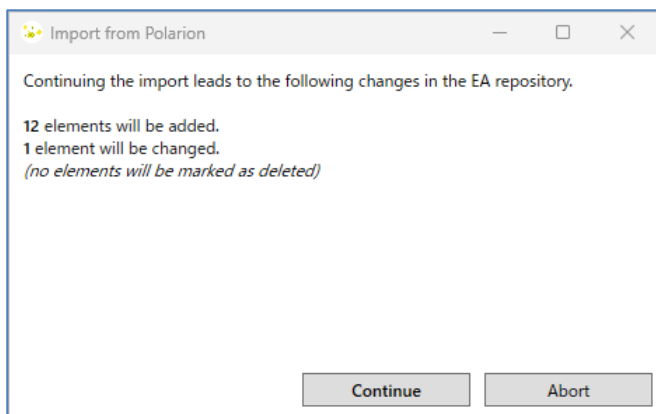 Import from Polarion
Continuing the import leads to the following changes in the EA repository.
12 elements will be added.
1 element will be changed.
(no elements will be marked as deleted)
Continue
Abort